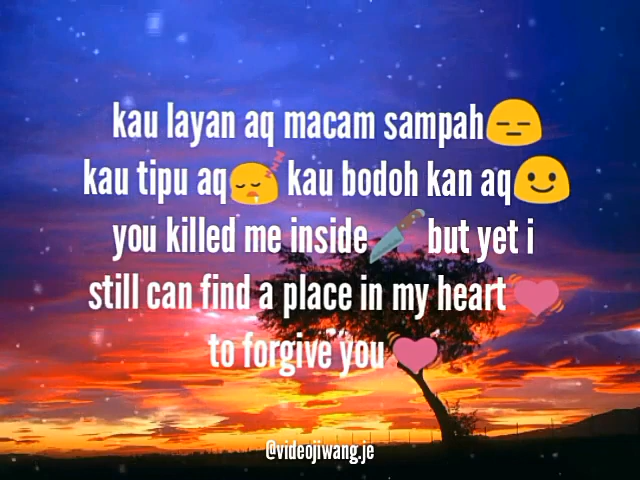 kau layan aq macam sampah😑
kau tipu aq😴 kau bodoh kan aq🙂
you killed me inside🔪 but yet i
still can find a place in my heart 💓
to forgive you❤
@videojiwang.je